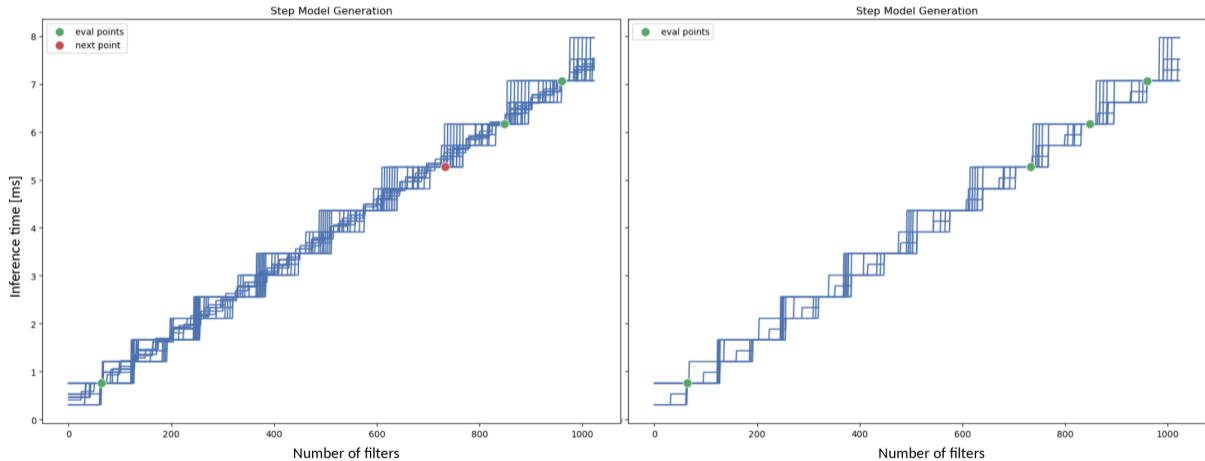 Step Model Generation
eval points
next point
Inference time [ms]
8
7
6
5
4
3
2
1
0
0 200 400 600 800 1000
Number of filters
Step Model Generation
eval points
0 200 400 600 800 1000
Number of filters